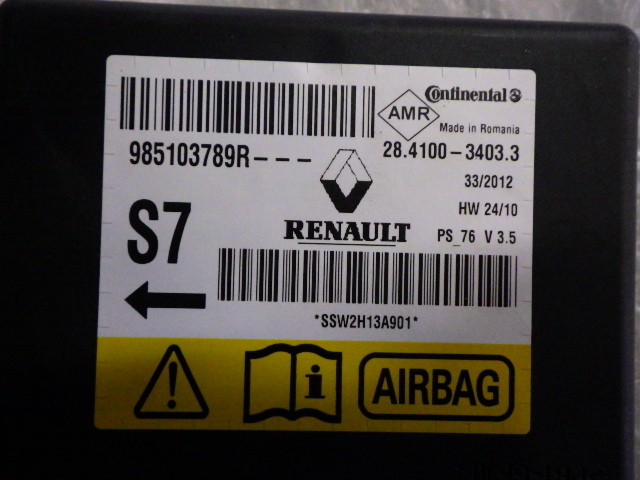 Continental
AMR
Made in Romania
985103789R---
28.4100-3403.3
33/2012
HW 24/10
S7
RENAULT
PS_76 V 3.5
*SSW2H13A901*
i
AIRBAG